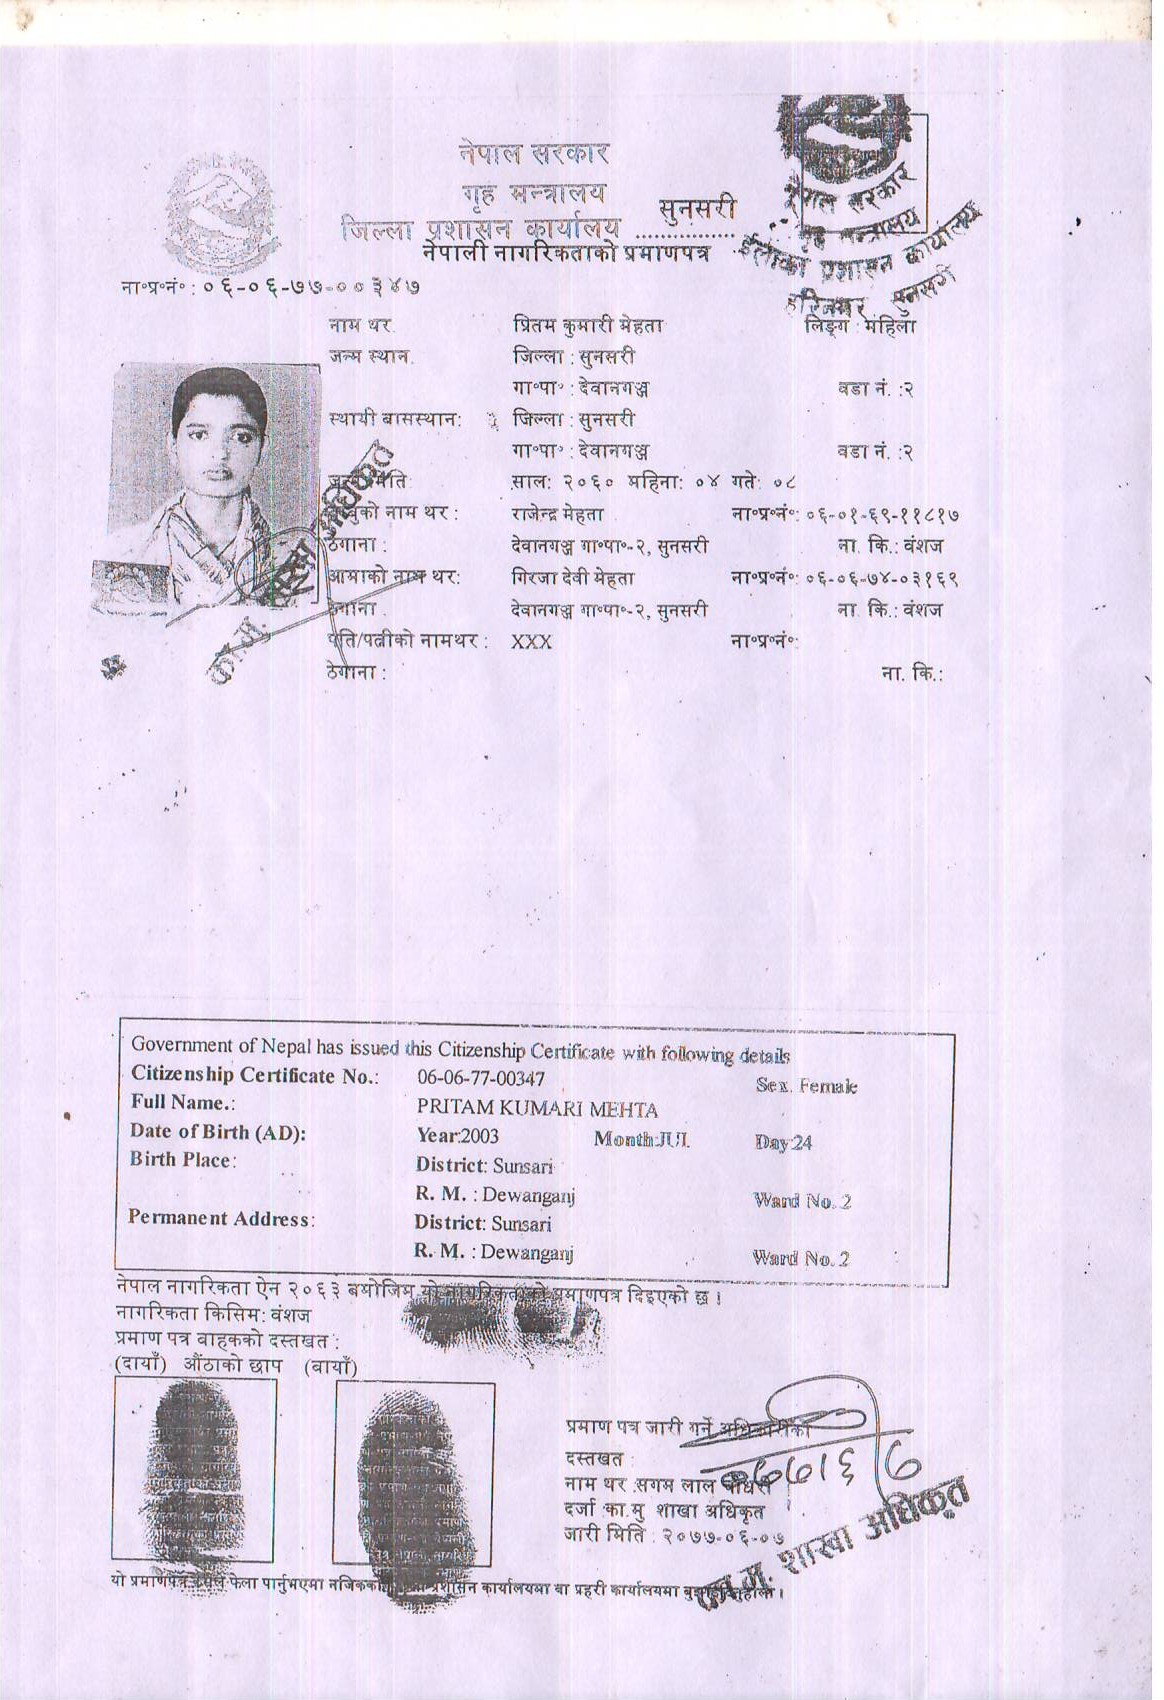 नेपाल सरकार
गृह मन्त्रालय
जिल्ला प्रशासन कार्यालय ............... सुनसरी
नेपाली नागरिकताको प्रमाणपत्र
नेपाल सरकार
गृह मन्त्रालय
ईलाका प्रशासन कार्यालय
सुनसरी
ना॰प्र॰नं॰ : ०६-०६-७७-००३४७
नाम थर प्रितम कुमारी मेहता लिङ्ग : महिला
जन्म स्थान जिल्ला : सुनसरी
गा॰पा॰ : देवानगञ्ज वडा नं. :२
स्थायी बासस्थान: जिल्ला : सुनसरी
गा॰पा॰ : देवानगञ्ज वडा नं. :२
साल: २०६० महिना: ०४ गते: ०८
को नाम थर : राजेन्द्र मेहता ना॰प्र॰नं॰: ०६-०१-६९-११८१७
ठेगाना : देवानगञ्ज गा॰पा॰-२, सुनसरी ना. कि.: वंशज
आमाको नाम थर: गिरजा देवी मेहता ना॰प्र॰नं॰: ०६-०६-७४-०३१६९
ठेगाना देवानगञ्ज गा॰पा॰-२, सुनसरी ना. कि.: वंशज
पति/पत्नीको नामथर : XXX ना॰प्र॰नं॰
ठेगाना : ना. कि.:
Government of Nepal has issued this Citizenship Certificate with following details
Citizenship Certificate No.: 06-06-77-00347 Sex. Female
Full Name.: PRITAM KUMARI MEHTA
Date of Birth (AD): Year:2003 Month:JUL Day:24
Birth Place: District: Sunsari
R. M. : Dewanganj Ward No. 2
Permanent Address: District: Sunsari
R. M. : Dewanganj Ward No. 2
नेपाल नागरिकता ऐन २०६३ बमोजिम यो नागरिकताको प्रमाणपत्र दिइएको छ ।
नागरिकता किसिम: वंशज
प्रमाण पत्र वाहकको दस्तखत :
(दायाँ) औंठाको छाप (बायाँ)
प्रमाण पत्र जारी गर्ने अधिकारीको
दस्तखत :
नाम थर :सगम लाल
दर्जा :का.मु शाखा अधिकृत
जारी मिति : २०७७-०६-०७
का.मु. शाखा अधिकृत
यो प्रमाणपत्र फेला पार्नुभएमा नजिकको प्रशासन कार्यालयमा वा प्रहरी कार्यालयमा